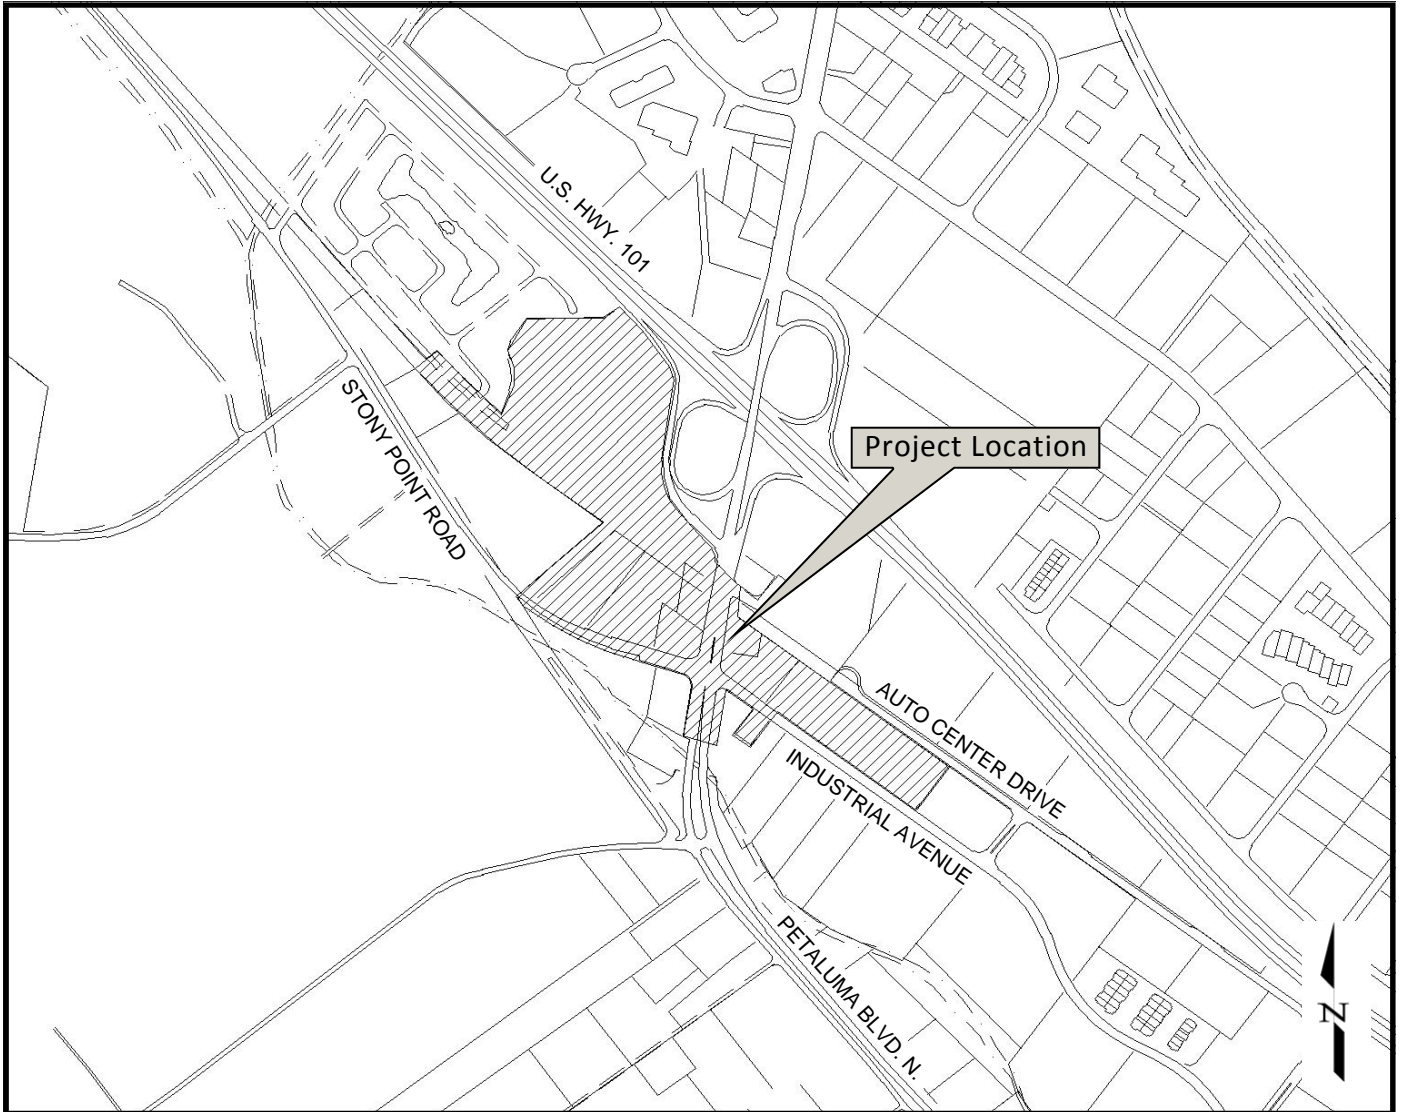 U.S. HWY. 101
STONY POINT ROAD
Project Location
AUTO CENTER DRIVE
INDUSTRIAL AVENUE
PETALUMA BLVD. N.
N